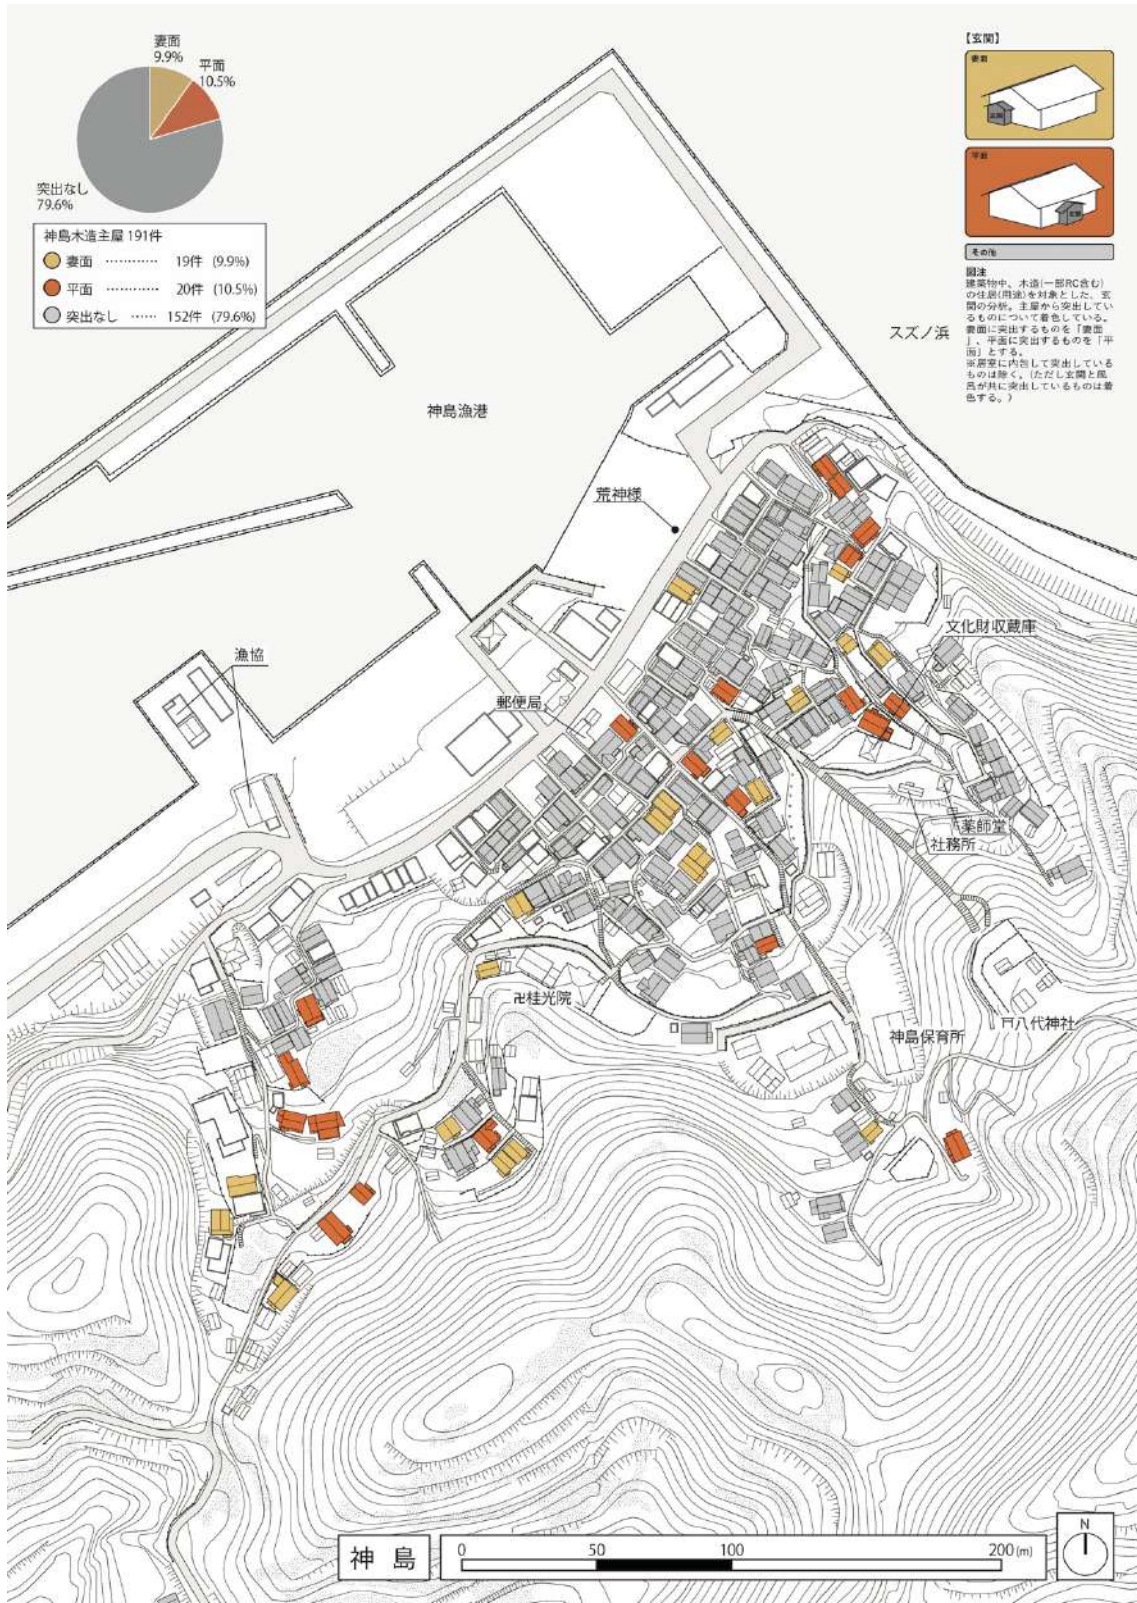 妻面
9.9%
平面
10.5%
突出なし
79.6%
神島木造主屋 191件
妻面 ………… 19件 (9.9%)
平面 ………… 20件 (10.5%)
突出なし …… 152件 (79.6%)
【玄関】
妻面
玄関
平面
玄関
その他
図注
建築物中、木造(一部RC含む)
の住居(用途)を対象とした、玄
関の分析。主屋から突出してい
るものについて着色している。
妻面に突出するものを「妻面
」、平面に突出するものを「平
面」とする。
※居室に内包して突出している
ものは除く。(ただし玄関と風
呂が共に突出しているものは着
色する。)
スズノ浜
神島漁港
荒神様
文化財収蔵庫
漁協
郵便局
薬師堂
社務所
卍桂光院
神島保育所
⛩八代神社
神島
0 50 100 200(m)
N